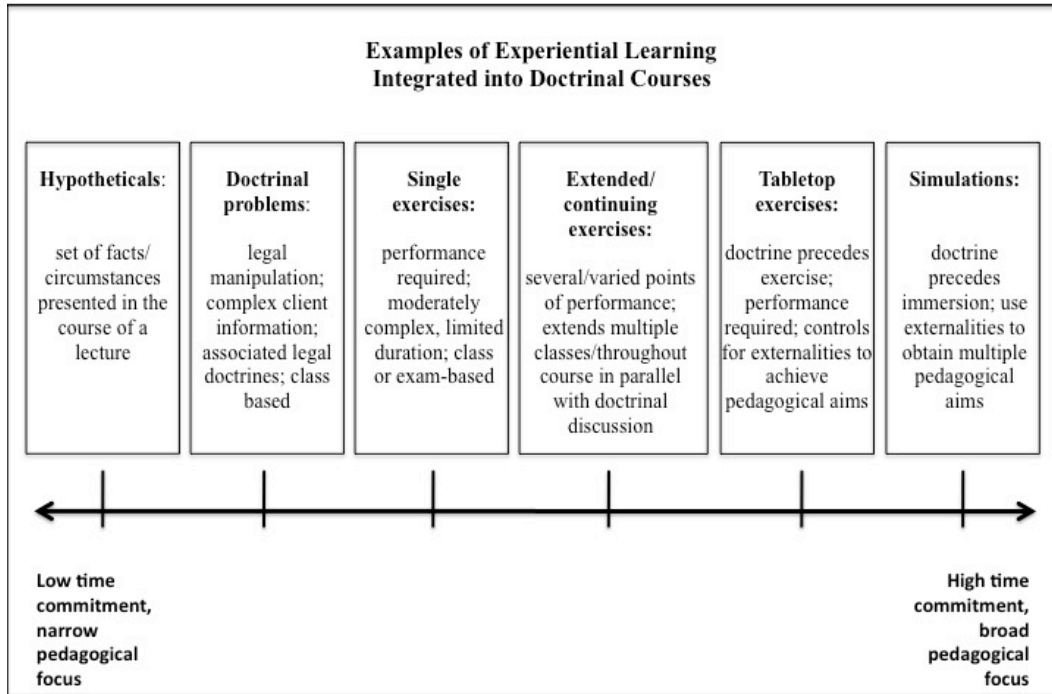 Examples of Experiential Learning
Integrated into Doctrinal Courses
Hypotheticals:
set of facts/
circumstances
presented in the
course of a
lecture
Doctrinal
problems:
legal
manipulation;
complex client
information;
associated legal
doctrines; class
based
Single
exercises:
performance
required;
moderately
complex, limited
duration; class
or exam-based
Extended/
continuing
exercises:
several/varied points
of performance;
extends multiple
classes/throughout
course in parallel
with doctrinal
discussion
Tabletop
exercises:
doctrine precedes
exercise;
performance
required; controls
for externalities to
achieve
pedagogical aims
Simulations:
doctrine
precedes
immersion; use
externalities to
obtain multiple
pedagogical
aims
Low time
commitment,
narrow
pedagogical
focus
High time
commitment,
broad
pedagogical
focus